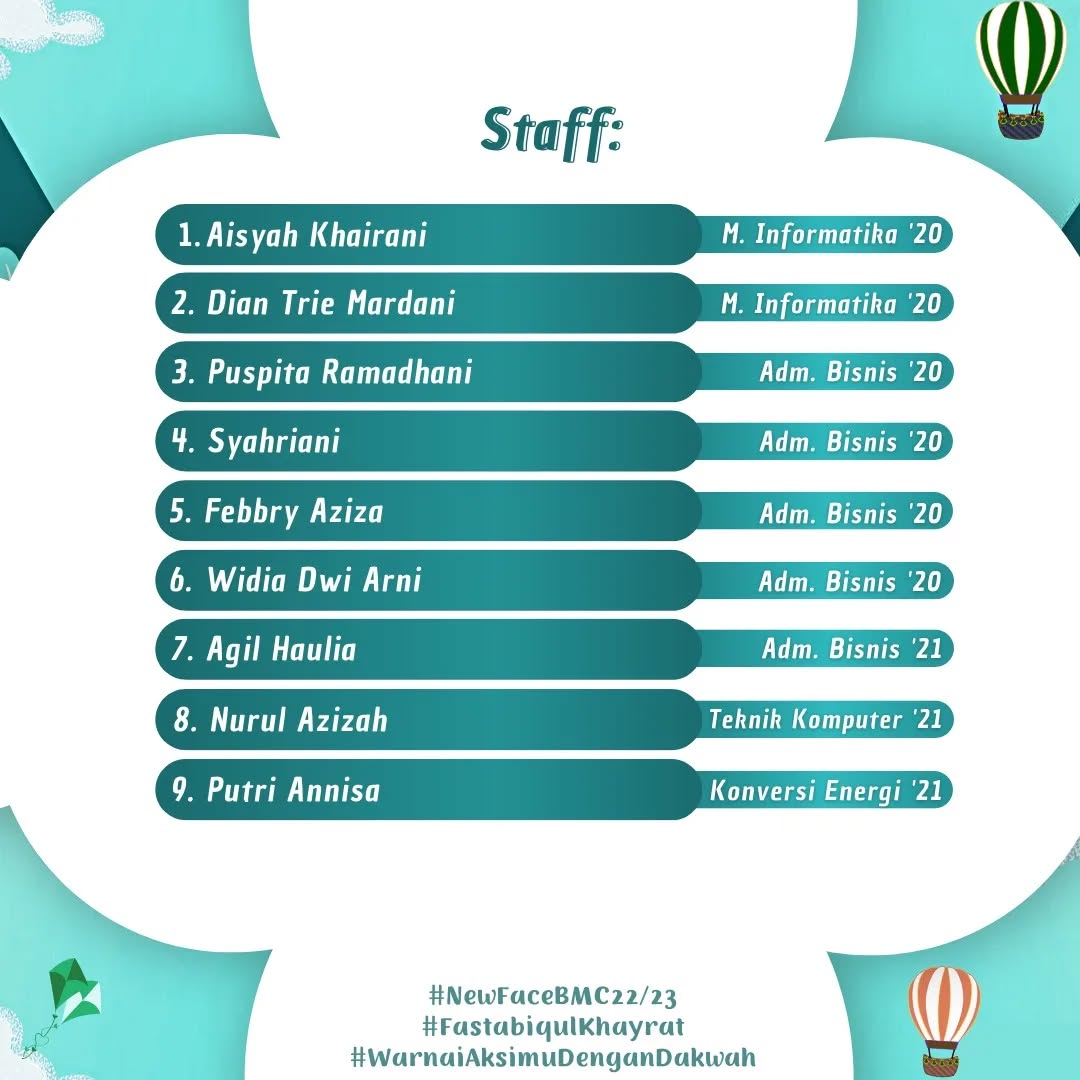 Staff:
1. Aisyah Khairani M. Informatika '20
2. Dian Trie Mardani M. Informatika '20
3. Puspita Ramadhani Adm. Bisnis '20
4. Syahriani Adm. Bisnis '20
5. Febbry Aziza Adm. Bisnis '20
6. Widia Dwi Arni Adm. Bisnis '20
7. Agil Haulia Adm. Bisnis '21
8. Nurul Azizah Teknik Komputer '21
9. Putri Annisa Konversi Energi '21
#NewFaceBMC22/23
#FastabiqulKhayrat
#WarnaiAksimuDenganDakwah